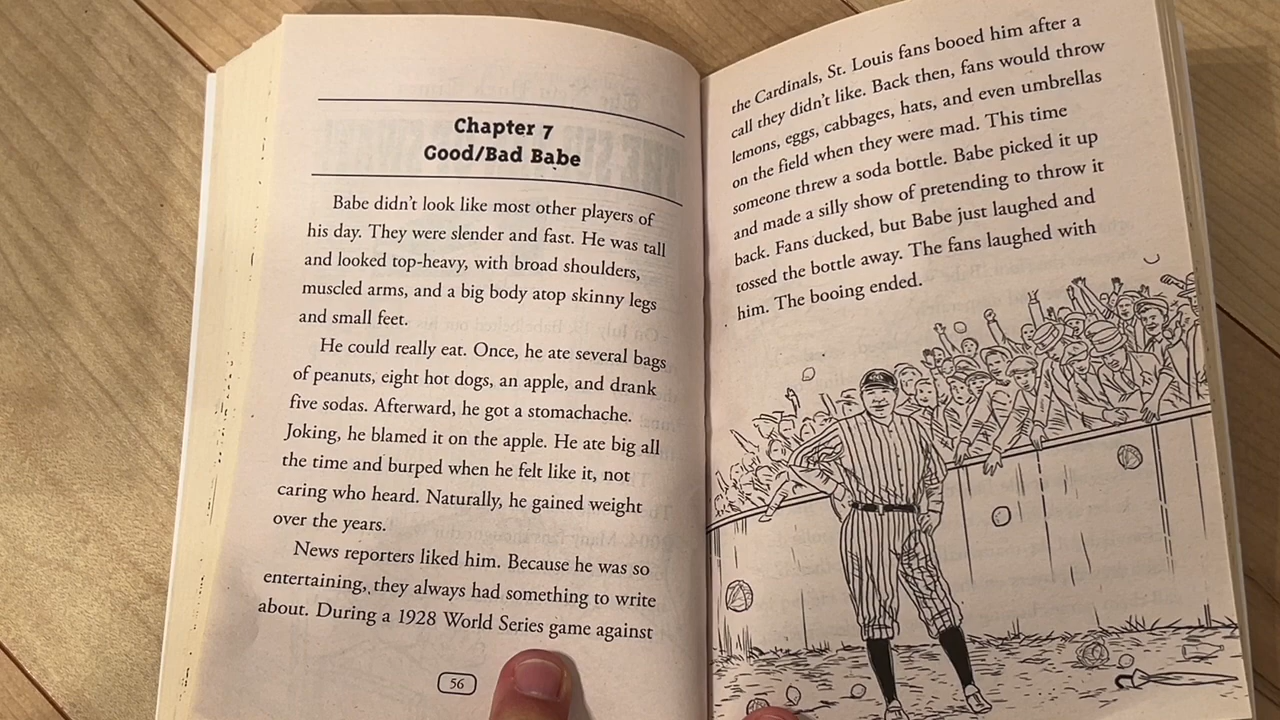 Chapter 7
Good/Bad Babe
Babe didn't look like most other players of
his day. They were slender and fast. He was tall
and looked top-heavy, with broad shoulders,
muscled arms, and a big body atop skinny legs
and small feet.
He could really eat. Once, he ate several bags
of peanuts, eight hot dogs, an apple, and drank
five sodas. Afterward, he got a stomachache.
Joking, he blamed it on the apple. He ate big all
the time and burped when he felt like it, not
caring who heard. Naturally, he gained weight
over the years.
News reporters liked him. Because he was so
entertaining, they always had something to write
about. During a 1928 World Series game against
56
the Cardinals, St. Louis fans booed him after a
call they didn't like. Back then, fans would throw
lemons, eggs, cabbages, hats, and even umbrellas
on the field when they were mad. This time
someone threw a soda bottle. Babe picked it up
and made a silly show of pretending to throw it
back. Fans ducked, but Babe just laughed and
tossed the bottle away. The fans laughed with
him. The booing ended.